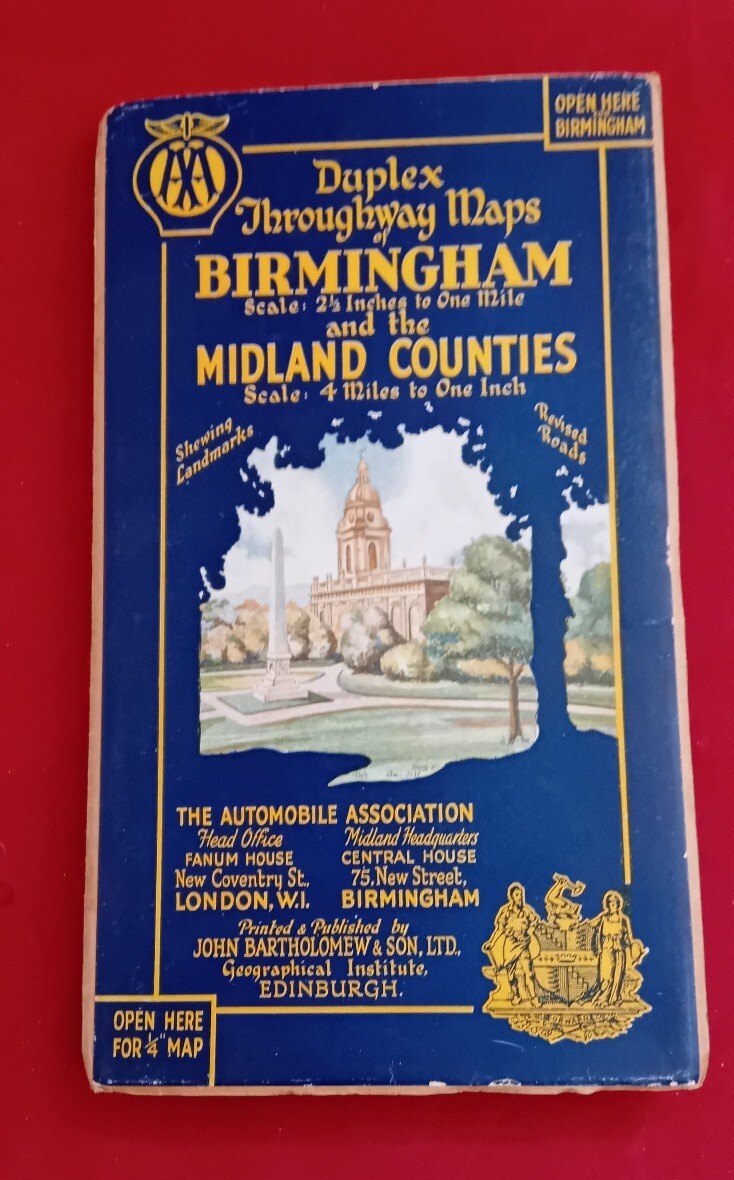 OPEN HERE
FOR
BIRMINGHAM
AA
Duplex
Throughway Maps
of
BIRMINGHAM
Scale: 2½ Inches to One Mile
and the
MIDLAND COUNTIES
Scale: 4 Miles to One Inch
Shewing
Landmarks
Revised
Roads
THE AUTOMOBILE ASSOCIATION
Head Office
FANUM HOUSE
New Coventry St.,
LONDON, W.1.
Midland Headquarters
CENTRAL HOUSE
75, New Street,
BIRMINGHAM
Printed & Published by
JOHN BARTHOLOMEW & SON, LTD.,
Geographical Institute,
EDINBURGH.
OPEN HERE
FOR ¼" MAP